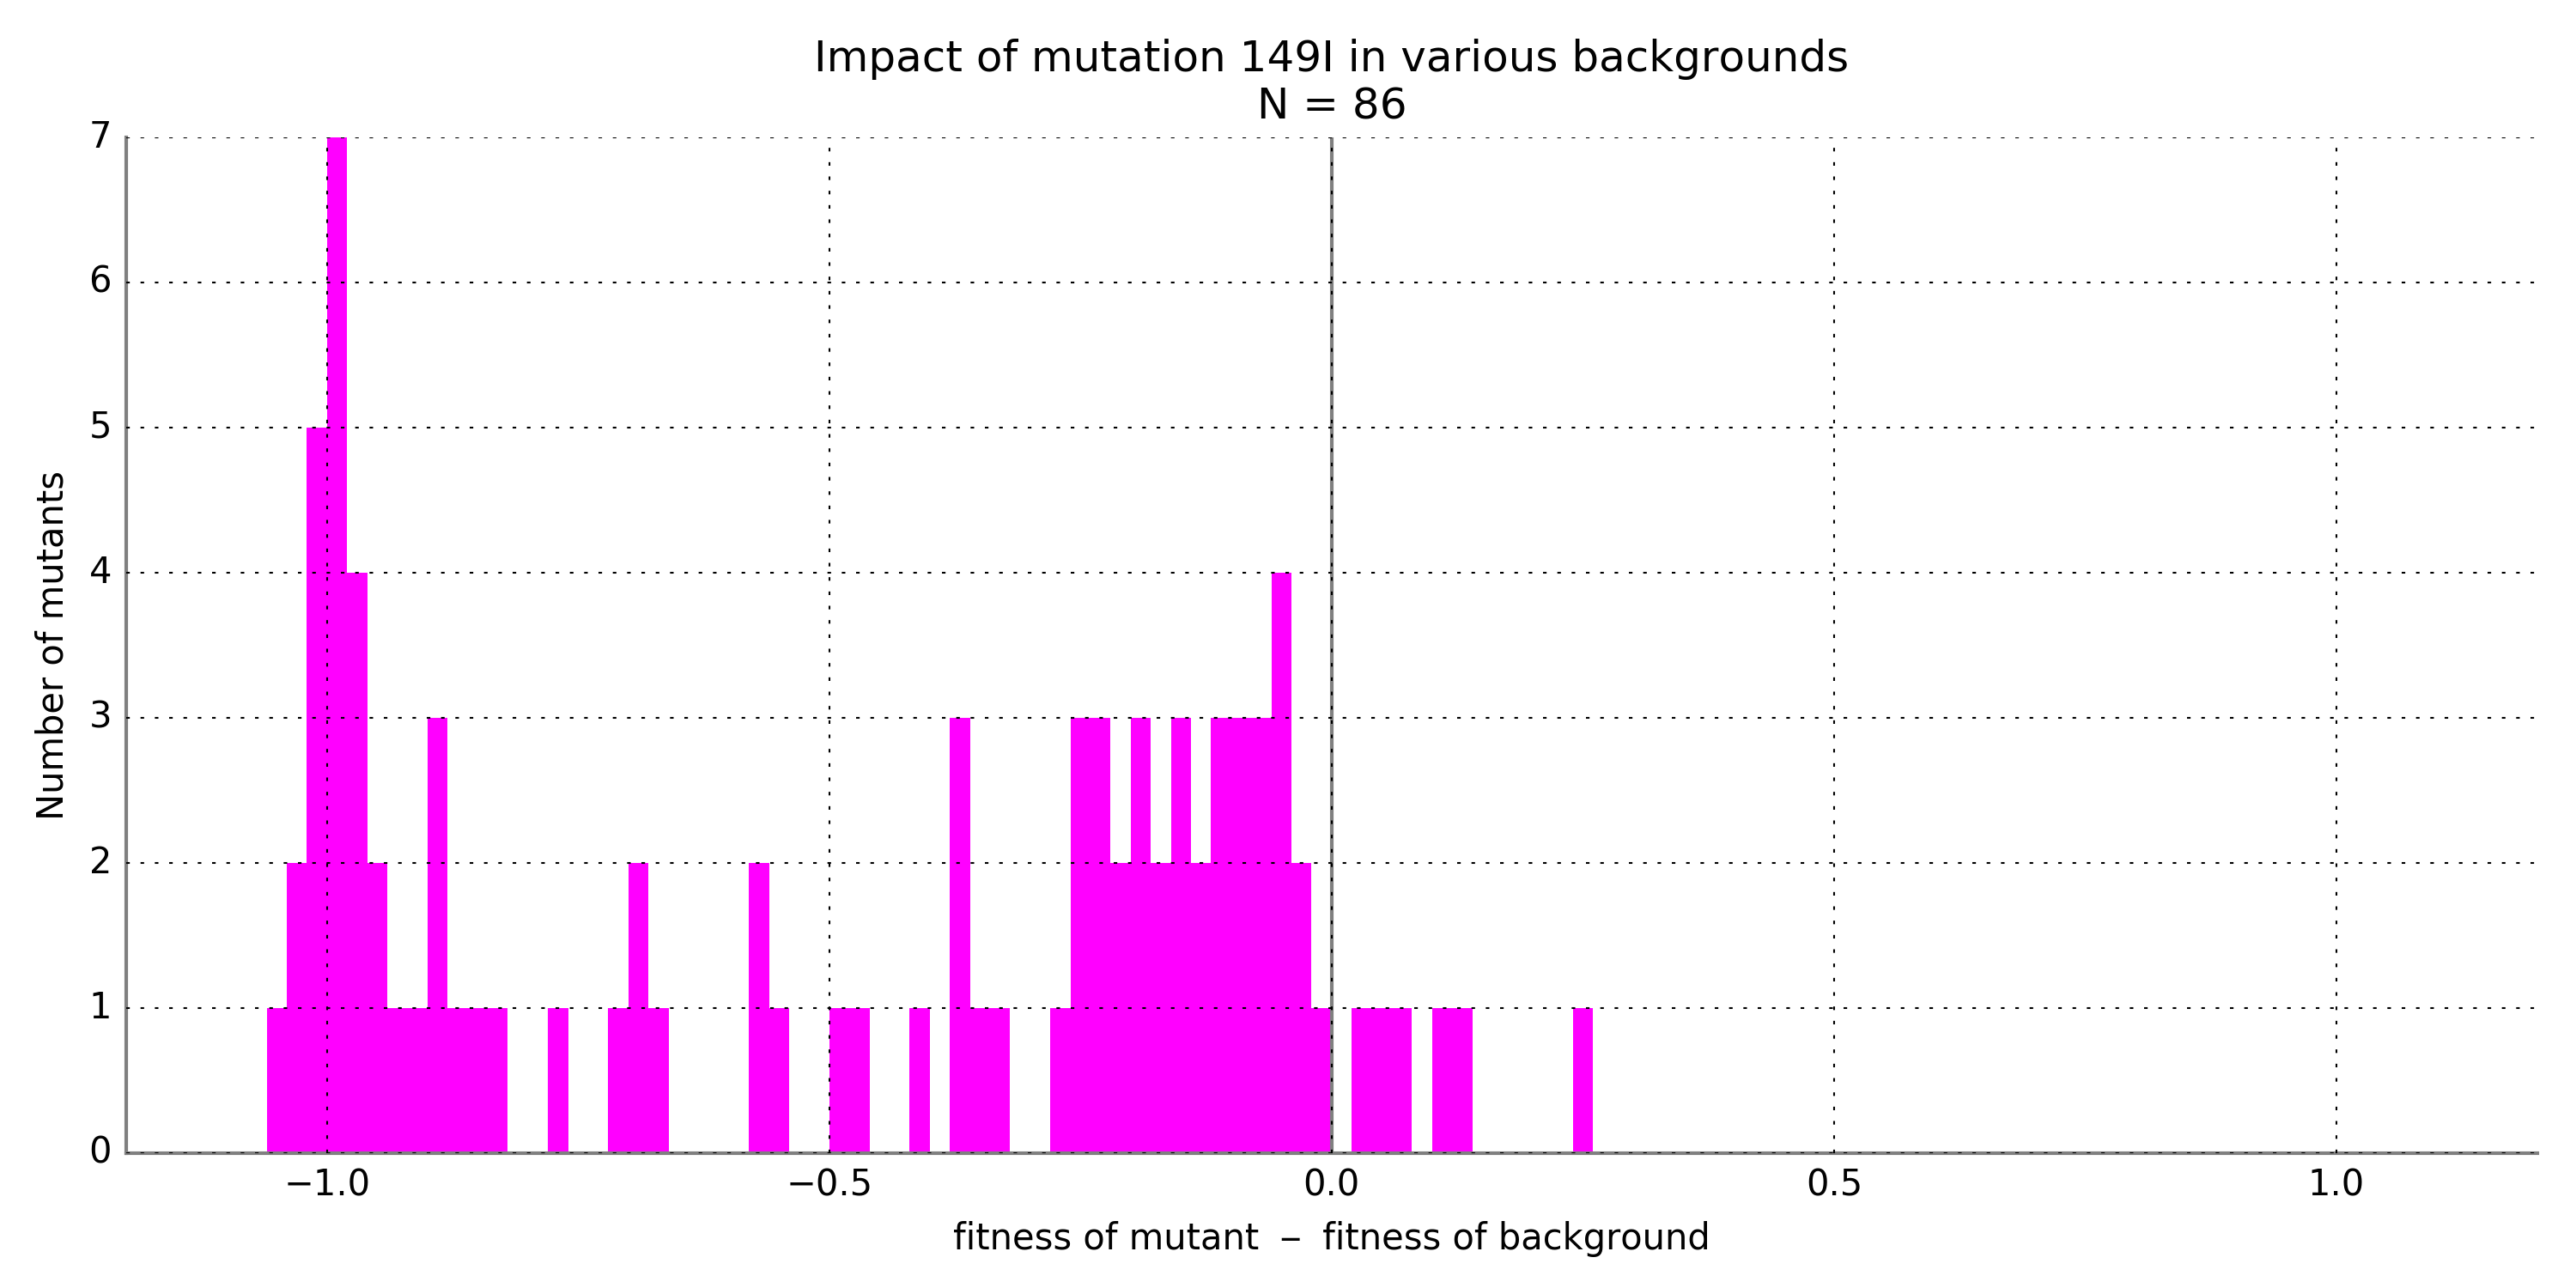 Impact of mutation 149I in various backgrounds
N = 86
7
6
5
4
3
2
1
0
Number of mutants
−1.0 −0.5 0.0 0.5 1.0
fitness of mutant – fitness of background